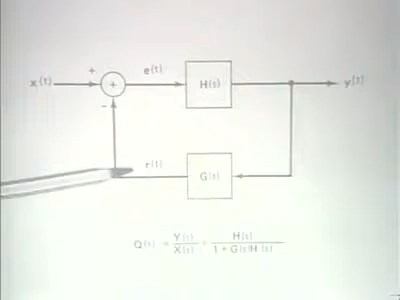 +
x(t) + e(t) H(s) y(t)
−
r(t) G(s)
Q(s) = Y(s) / X(s) = H(s) / 1 + G(s)H(s)